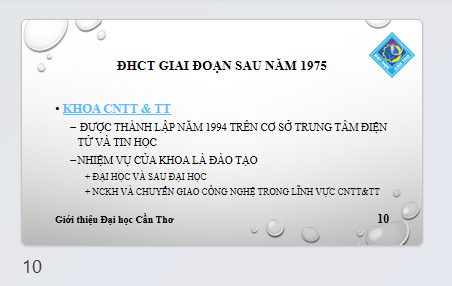 ĐHCT GIAI ĐOẠN SAU NĂM 1975
• KHOA CNTT & TT
– ĐƯỢC THÀNH LẬP NĂM 1994 TRÊN CƠ SỞ TRUNG TÂM ĐIỆN
TỬ VÀ TIN HỌC
–NHIỆM VỤ CỦA KHOA LÀ ĐÀO TẠO
+ ĐẠI HỌC VÀ SAU ĐẠI HỌC
+ NCKH VÀ CHUYỂN GIAO CÔNG NGHỆ TRONG LĨNH VỰC CNTT&TT
Giới thiệu Đại học Cần Thơ 10
10